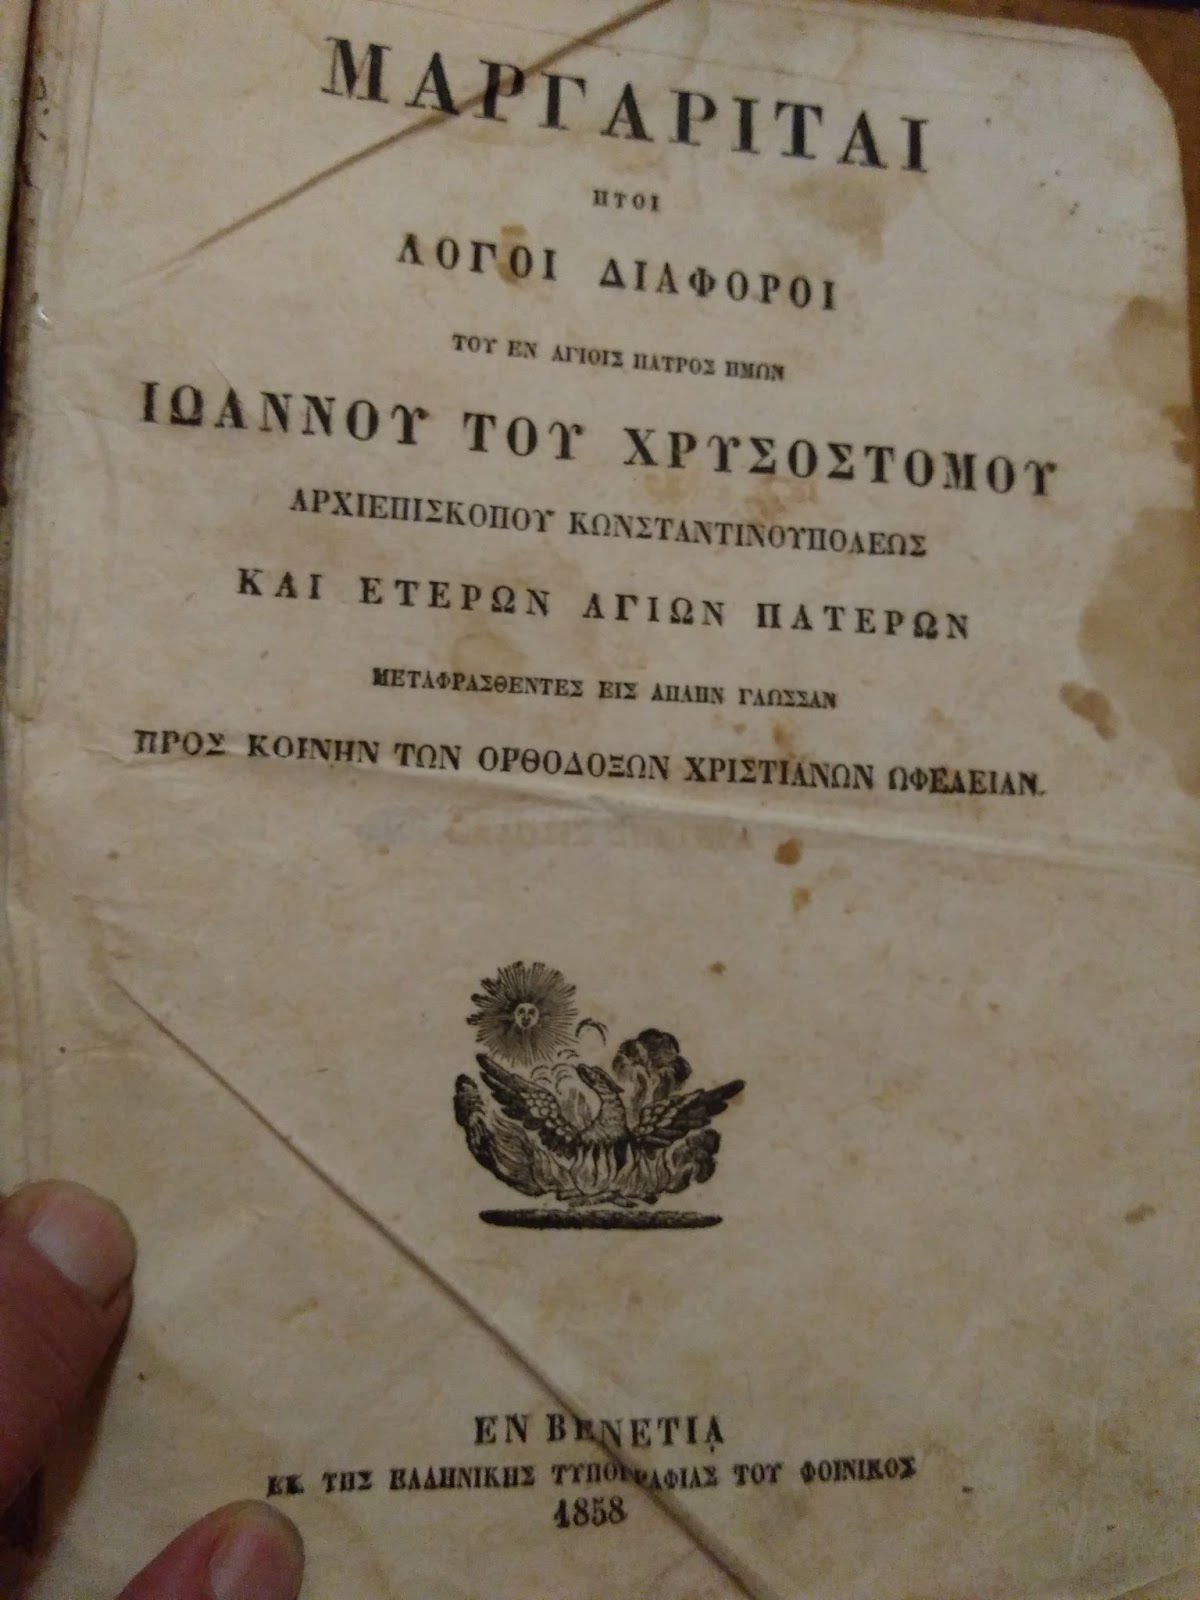 ΜΑΡΓΑΡΙΤΑΙ
ΗΤΟΙ
ΛΟΓΟΙ ΔΙΑΦΟΡΟΙ
ΤΟΥ ΕΝ ΑΓΙΟΙΣ ΠΑΤΡΟΣ ΗΜΩΝ
ΙΩΑΝΝΟΥ ΤΟΥ ΧΡΥΣΟΣΤΟΜΟΥ
ΑΡΧΙΕΠΙΣΚΟΠΟΥ ΚΩΝΣΤΑΝΤΙΝΟΥΠΟΛΕΩΣ
ΚΑΙ ΕΤΕΡΩΝ ΑΓΙΩΝ ΠΑΤΕΡΩΝ
ΜΕΤΑΦΡΑΣΘΕΝΤΕΣ ΕΙΣ ΑΠΛΗΝ ΓΛΩΣΣΑΝ
ΠΡΟΣ ΚΟΙΝΗΝ ΤΩΝ ΟΡΘΟΔΟΞΩΝ ΧΡΙΣΤΙΑΝΩΝ ΩΦΕΛΕΙΑΝ.
ΕΝ ΒΕΝΕΤΙᾼ
ΕΚ ΤΗΣ ΕΛΛΗΝΙΚΗΣ ΤΥΠΟΓΡΑΦΙΑΣ ΤΟΥ ΦΟΙΝΙΚΟΣ
1858